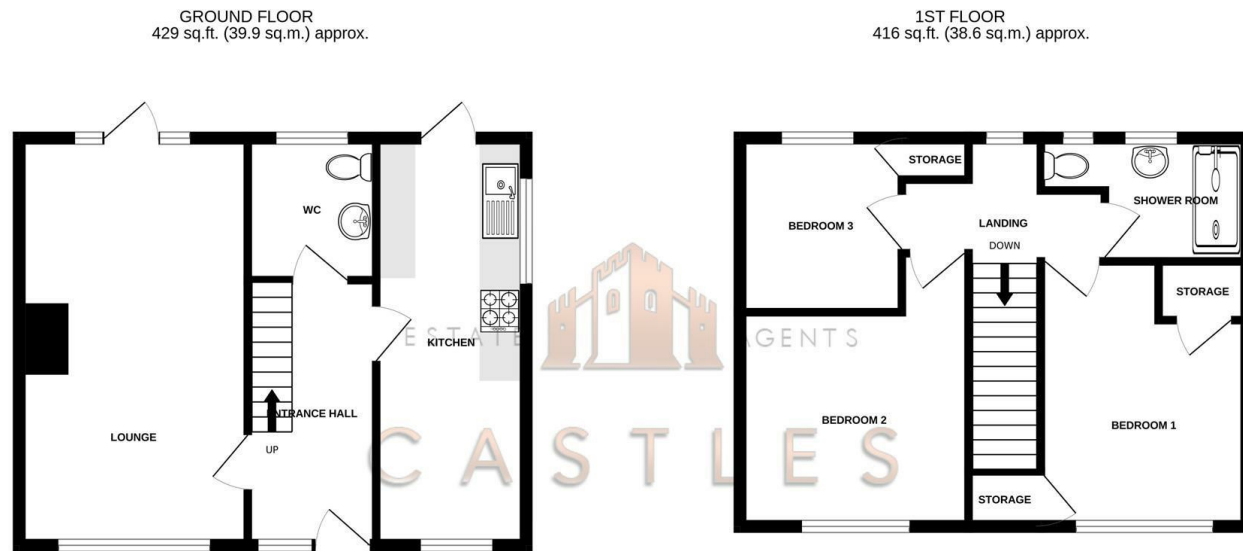 GROUND FLOOR
429 sq.ft. (39.9 sq.m.) approx.
WC
KITCHEN
ENTRANCE HALL
LOUNGE
UP
1ST FLOOR
416 sq.ft. (38.6 sq.m.) approx.
STORAGE
SHOWER ROOM
BEDROOM 3
LANDING
DOWN
STORAGE
BEDROOM 2
BEDROOM 1
STORAGE
ESTATE AGENTS
CASTLES